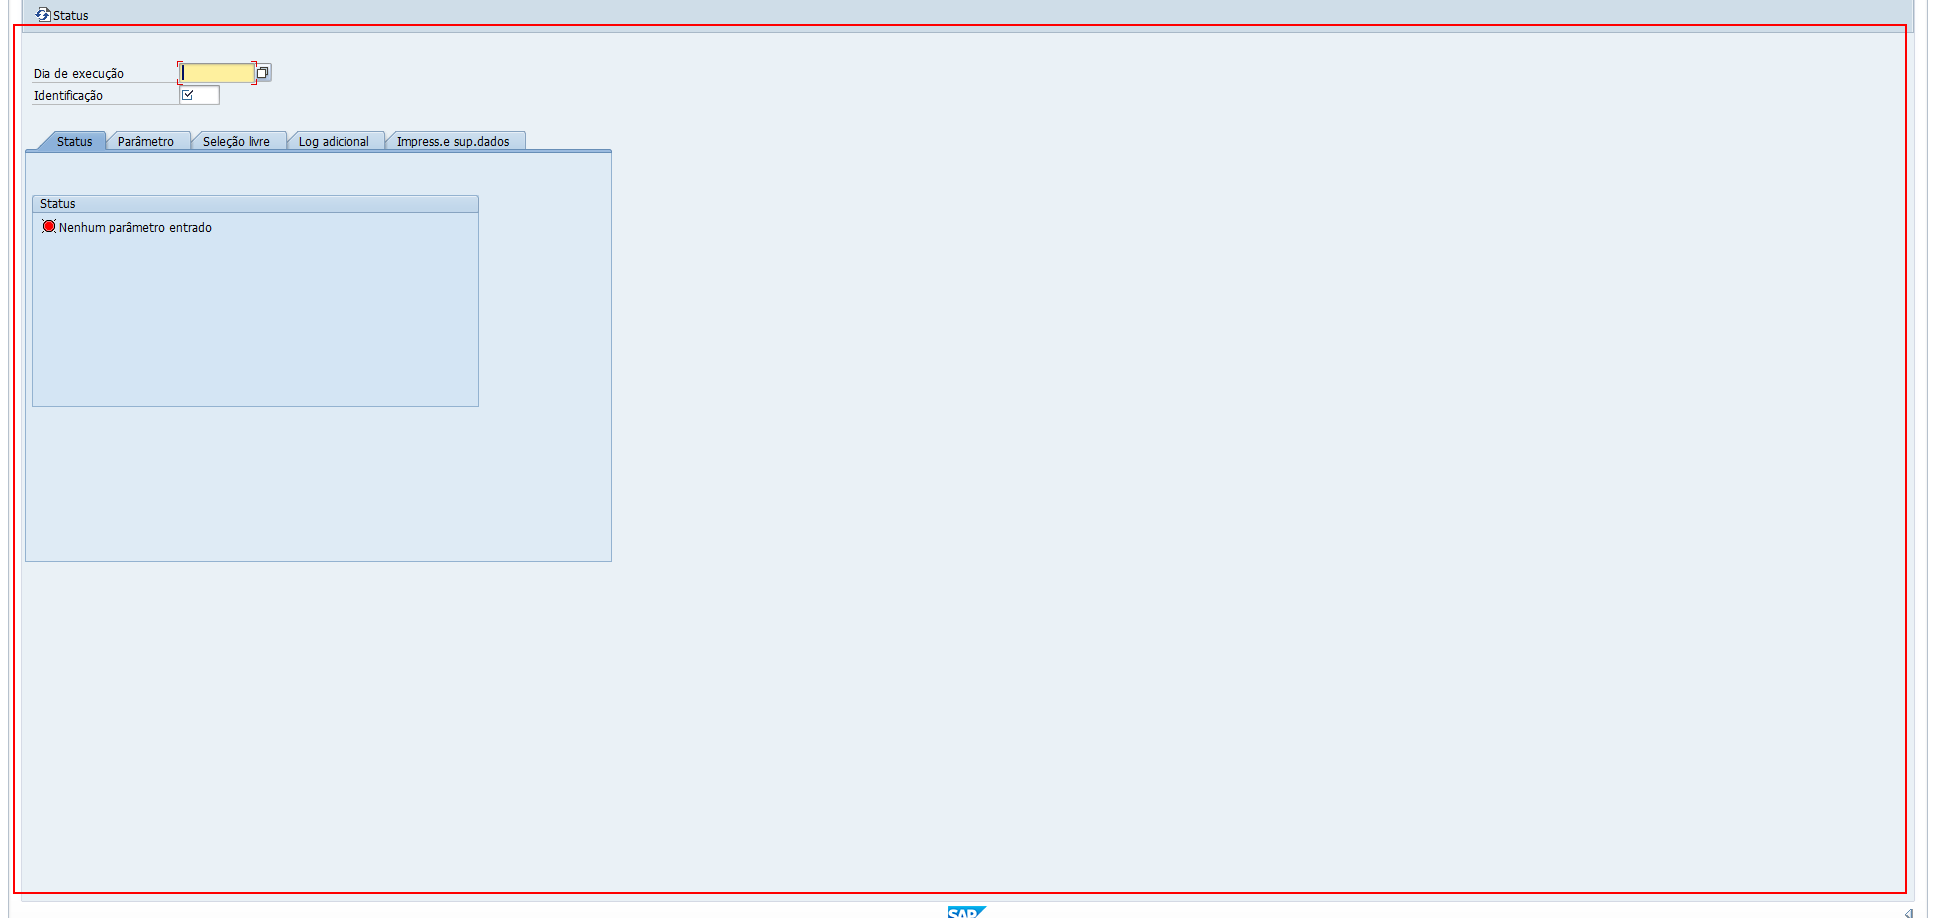 Status
Dia de execução
Identificação
Status Parâmetro Seleção livre Log adicional Impress.e sup.dados
Status
Nenhum parâmetro entrado
SAP